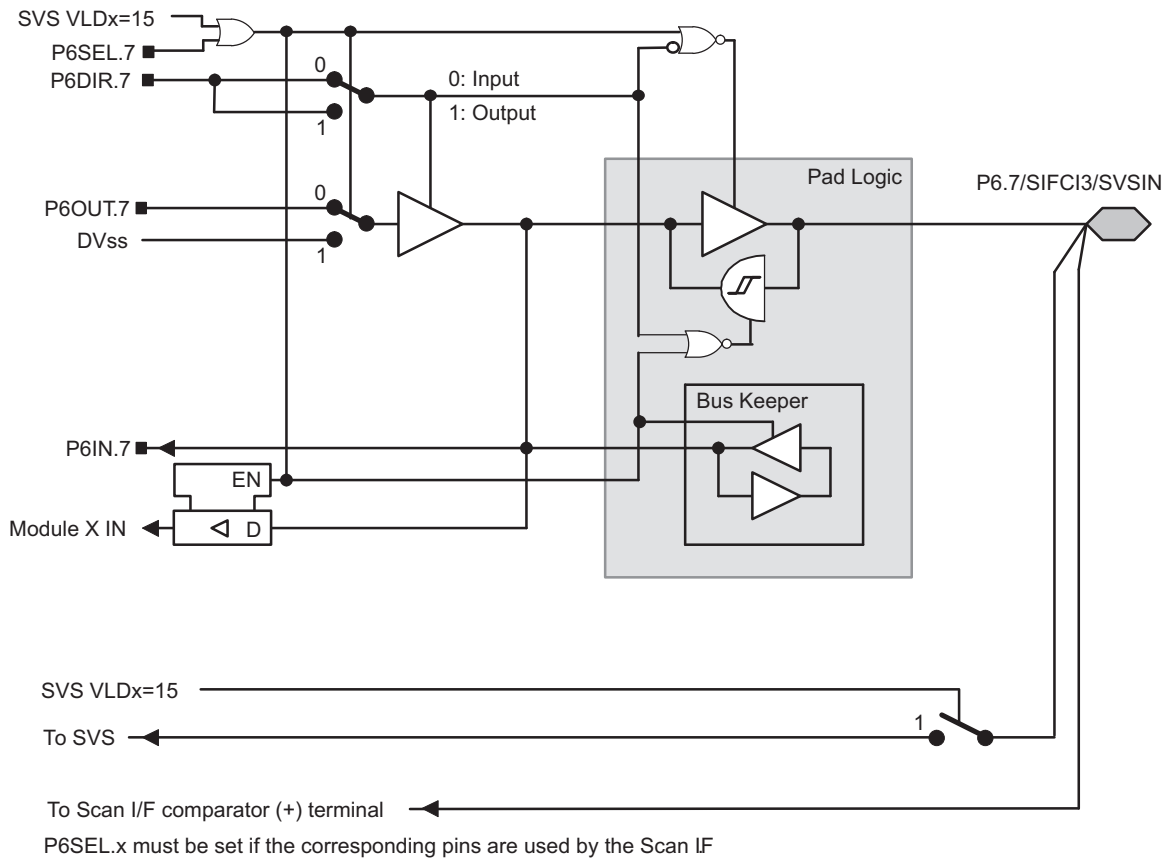 SVS VLDx=15
P6SEL.7
P6DIR.7
0
0: Input
1: Output
1
Pad Logic
P6.7/SIFCI3/SVSIN
0
P6OUT.7
DVss
1
Bus Keeper
P6IN.7
EN
Module X IN
D
SVS VLDx=15
1
To SVS
To Scan I/F comparator (+) terminal
P6SEL.x must be set if the corresponding pins are used by the Scan I.F